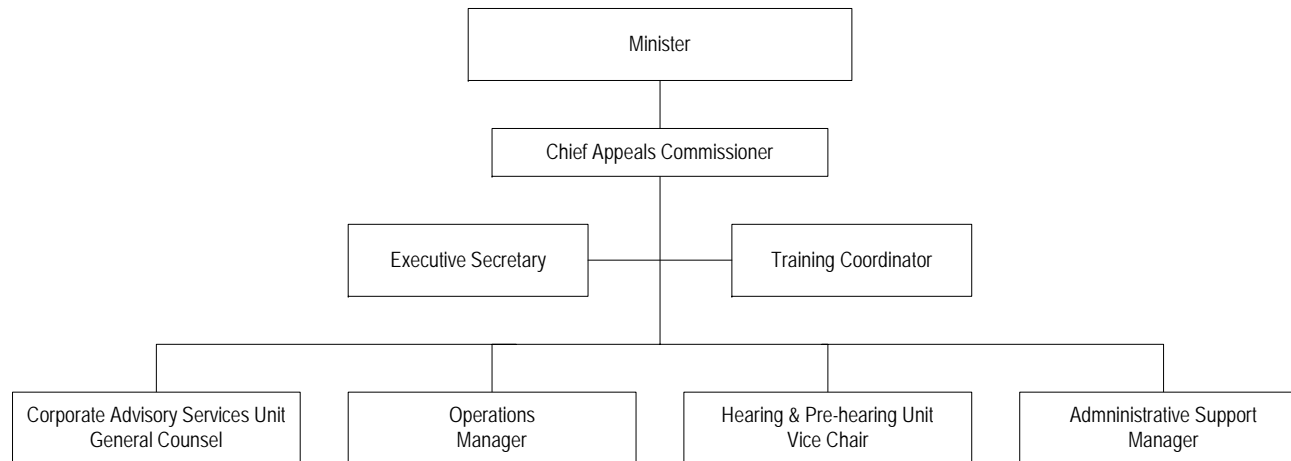 Minister
Chief Appeals Commissioner
Executive Secretary
Training Coordinator
Corporate Advisory Services Unit
General Counsel
Operations
Manager
Hearing & Pre-hearing Unit
Vice Chair
Admninistrative Support
Manager